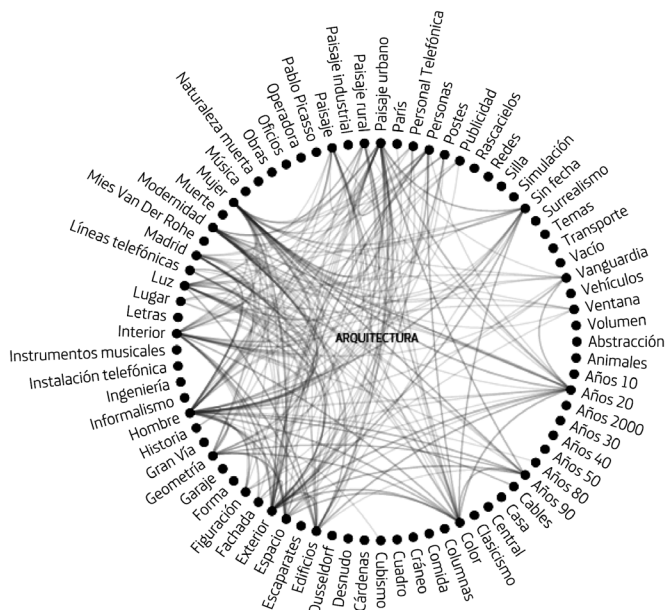 Paisaje urbano
París
Personal Telefónica
Personas
Postes
Publicidad
Rascacielos
Redes
Silla
Simulación
Sin fecha
Surrealismo
Temas
Transporte
Vacío
Vanguardia
Vehículos
Ventana
Volumen
Abstracción
Animales
Años 10
Años 20
Años 2000
Años 30
Años 40
Años 50
Años 80
Años 90
Cables
Casa
Central
Clasicismo
Color
Columnas
Comida
Cráneo
Cuadro
Cubismo
Cárdenas
Desnudo
Dusseldorf
Edificios
Escaparates
Espacio
Exterior
Fachada
Figuración
Forma
Garaje
Geometría
Gran Vía
Historia
Hombre
Informalismo
Ingeniería
Instalación telefónica
Instrumentos musicales
Interior
Letras
Lugar
Luz
Líneas telefónicas
Madrid
Mies Van Der Rohe
Modernidad
Muerte
Mujer
Música
Naturaleza muerta
Obras
Oficios
Operadora
Pablo Picasso
Paisaje
Paisaje industrial
Paisaje rural
ARQUITECTURA